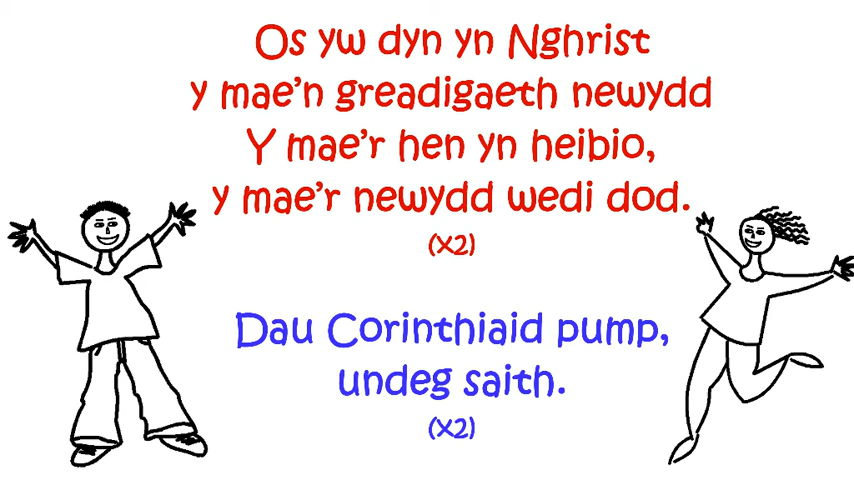 Os yw dyn yn Nghrist
y mae'n greadigaeth newydd
Y mae'r hen yn heibio,
y mae'r newydd wedi dod.
(x2)
Dau Corinthiaid pump,
undeg saith.
(x2)